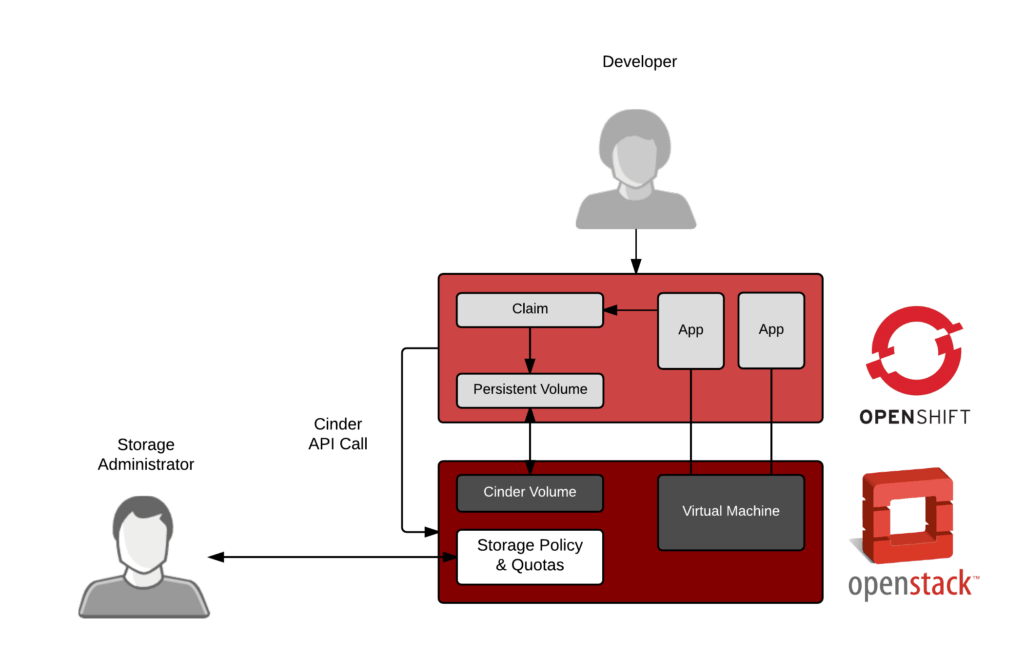 Developer
Claim
App
App
Persistent Volume
OPENSHIFT
Cinder
API Call
Storage
Administrator
Cinder Volume
Virtual Machine
Storage Policy
& Quotas
openstack™